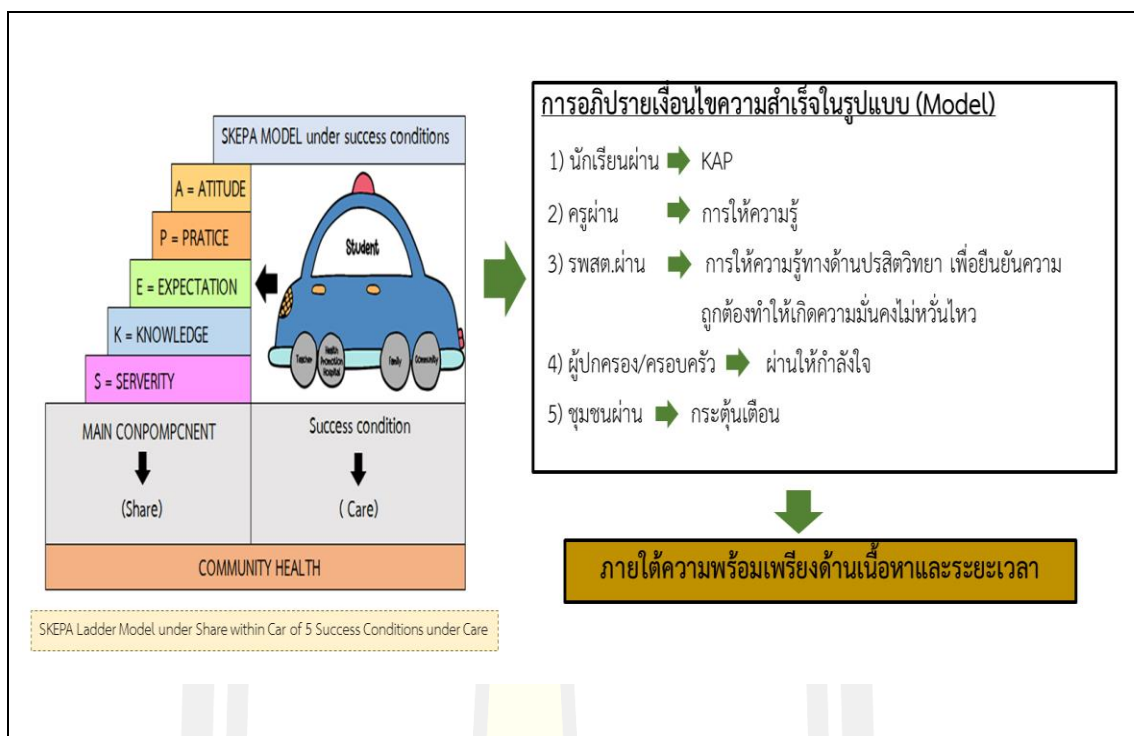 SKEPA MODEL under success conditions
A = ATITUDE
P = PRATICE
E = EXPECTATION
K = KNOWLEDGE
S = SERVERITY
Student
Teacher
Health
Promotion
Hospital
Family
Community
MAIN CONPOMPCNENT
(Share)
Success condition
( Care)
COMMUNITY HEALTH
SKEPA Ladder Model under Share within Car of 5 Success Conditions under Care
การอภิปรายเงื่อนไขความสำเร็จในรูปแบบ (Model)
1) นักเรียนผ่าน KAP
2) ครูผ่าน การให้ความรู้
3) รพสต.ผ่าน การให้ความรู้ทางด้านปรสิตวิทยา เพื่อยืนยันความ
ถูกต้องทำให้เกิดความมั่นคงไม่หวั่นไหว
4) ผู้ปกครอง/ครอบครัว ผ่านให้กำลังใจ
5) ชุมชนผ่าน กระตุ้นเตือน
ภายใต้ความพร้อมเพรียงด้านเนื้อหาและระยะเวลา